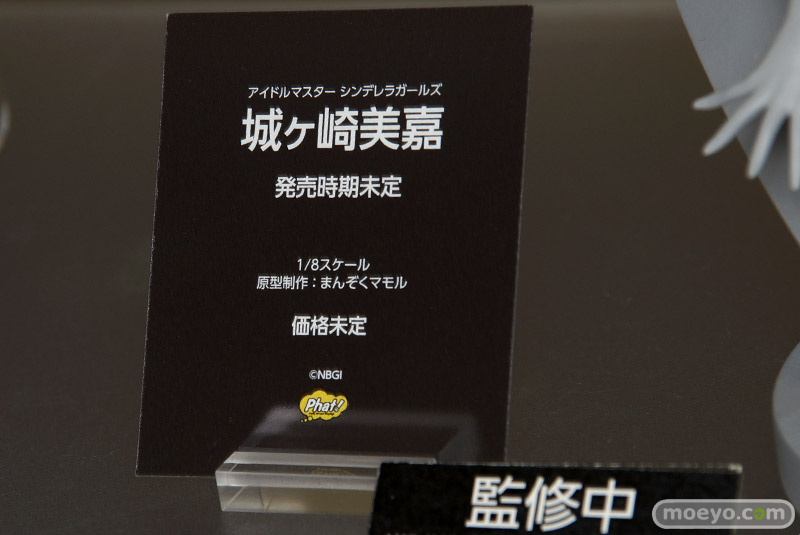 アイドルマスター シンデレラガールズ
城ヶ崎美嘉
発売時期未定
1/8スケール
原型制作：まんぞくマモル
価格未定
©NBGI
Phat!
監修中
moeyo.com